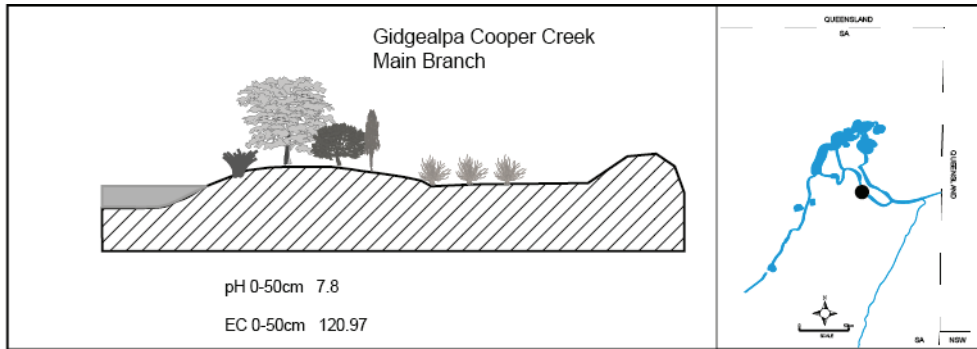 Gidgealpa Cooper Creek
Main Branch
pH 0-50cm 7.8
EC 0-50cm 120.97
QUEENSLAND
SA
QUEENSLAND
SCALE
SA
NSW